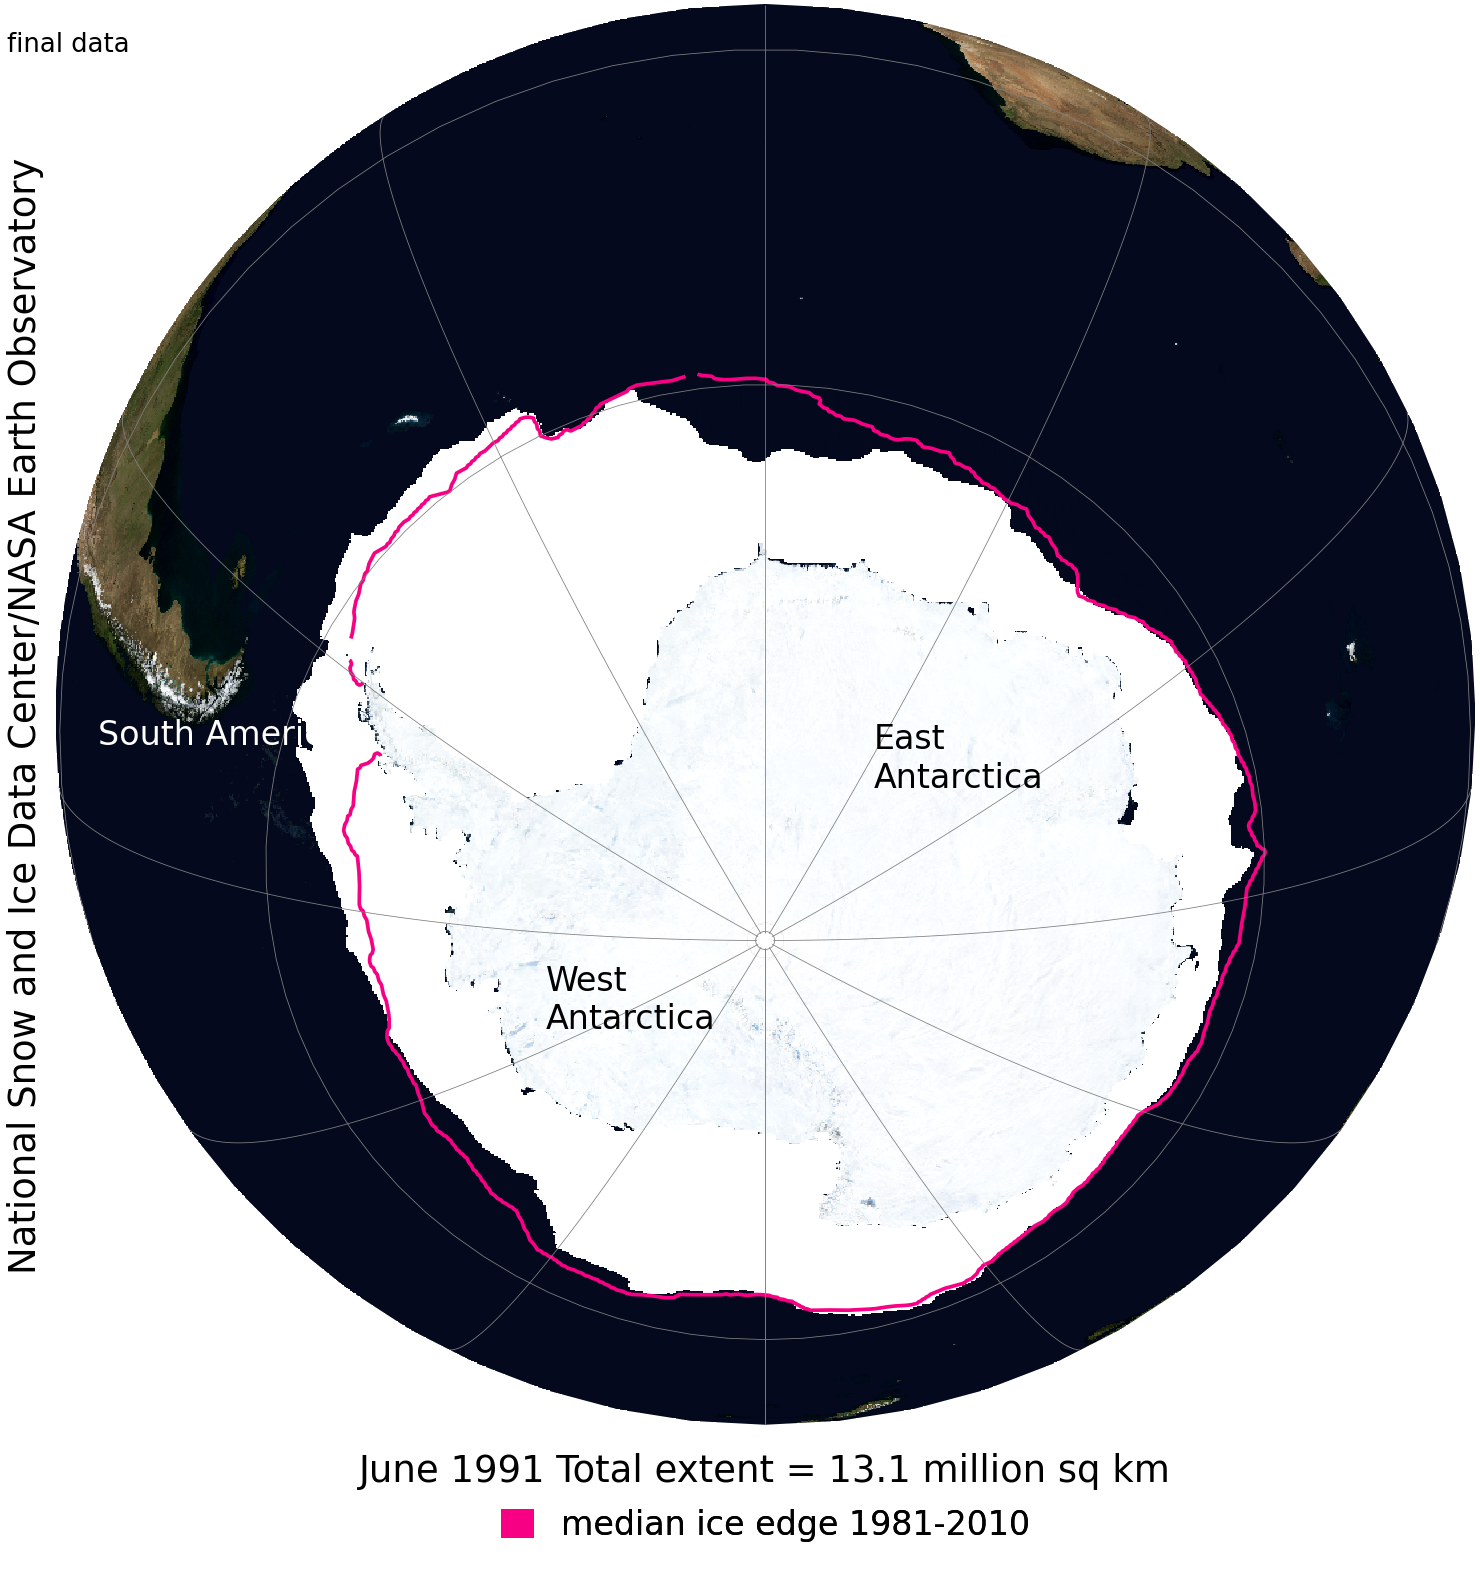 final data
National Snow and Ice Data Center/NASA Earth Observatory
South Ameri
East
Antarctica
West
Antarctica
June 1991 Total extent = 13.1 million sq km
median ice edge 1981-2010